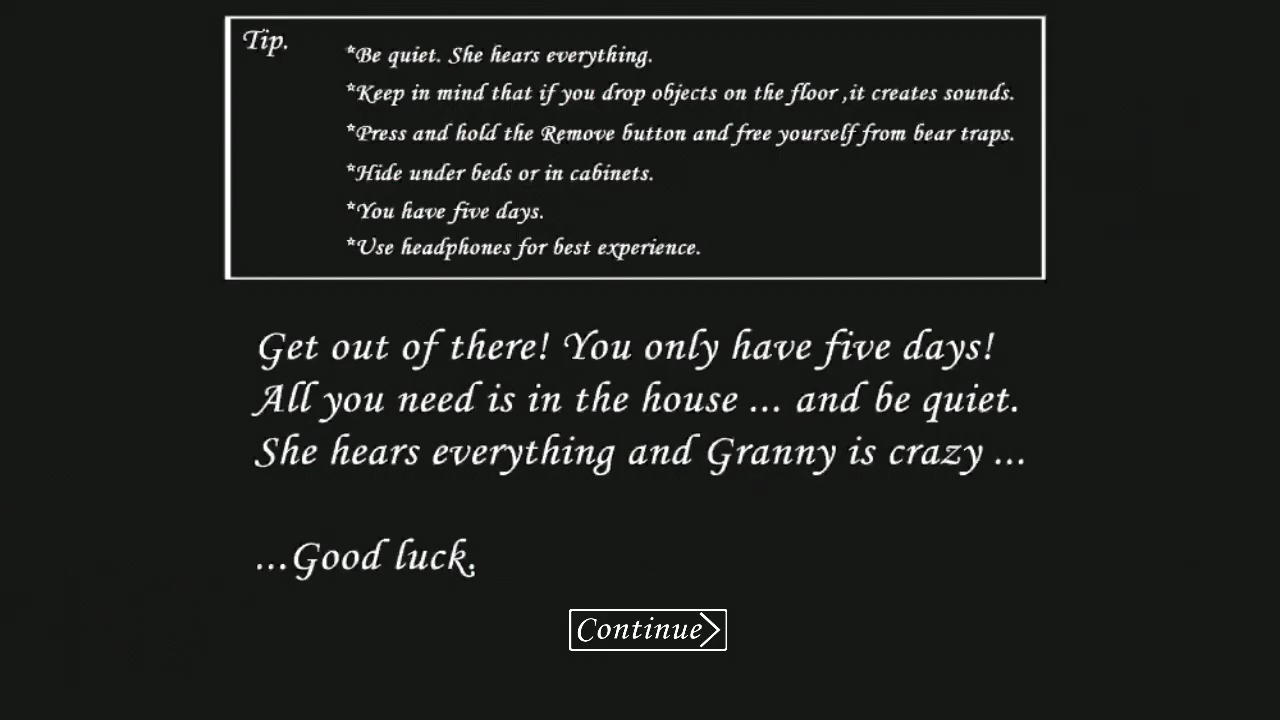 Tip.
*Be quiet. She hears everything.
*Keep in mind that if you drop objects on the floor ,it creates sounds.
*Press and hold the Remove button and free yourself from bear traps.
*Hide under beds or in cabinets.
*You have five days.
*Use headphones for best experience.
Get out of there! You only have five days!
All you need is in the house ... and be quiet.
She hears everything and Granny is crazy ...
...Good luck.
Continue